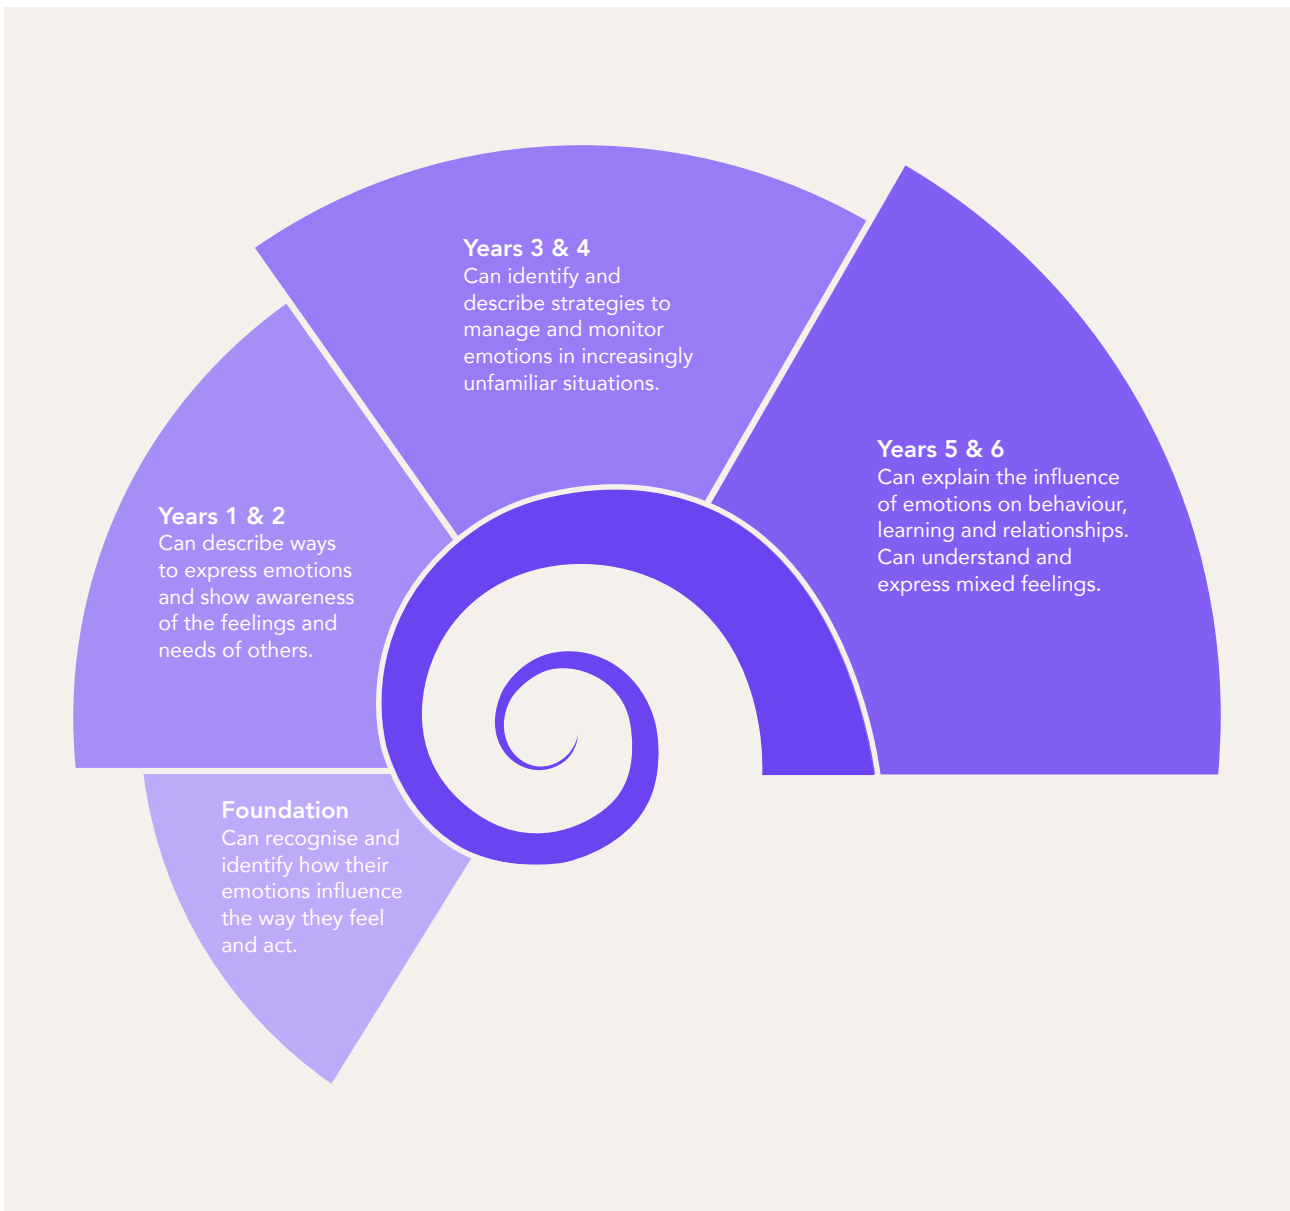 Years 3 & 4
Can identify and
describe strategies to
manage and monitor
emotions in increasingly
unfamiliar situations.
Years 5 & 6
Can explain the influence
of emotions on behaviour,
learning and relationships.
Can understand and
express mixed feelings.
Years 1 & 2
Can describe ways
to express emotions
and show awareness
of the feelings and
needs of others.
Foundation
Can recognise and
identify how their
emotions influence
the way they feel
and act.